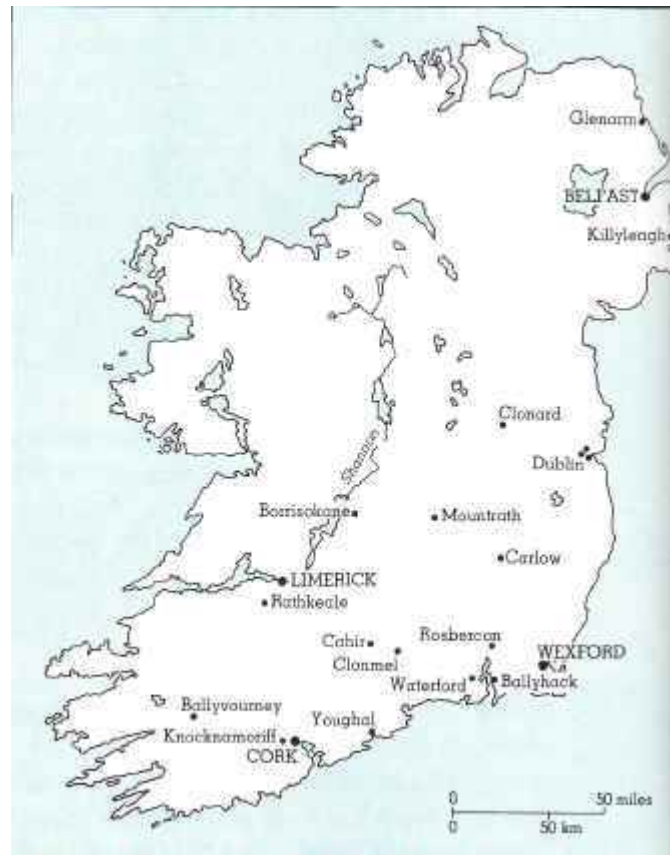 Glenarm
BELFAST
Killyleagh
Clonard
Dublin
Shannon
Borrisokane
Mountrath
Carlow
LIMERICK
Rathkeale
Cahir
Rosbercon
Clonmel
WEXFORD
Waterford
Ballyhack
Ballyvourney
Youghal
Knocknamoriff
CORK
0 50 miles
0 50 km